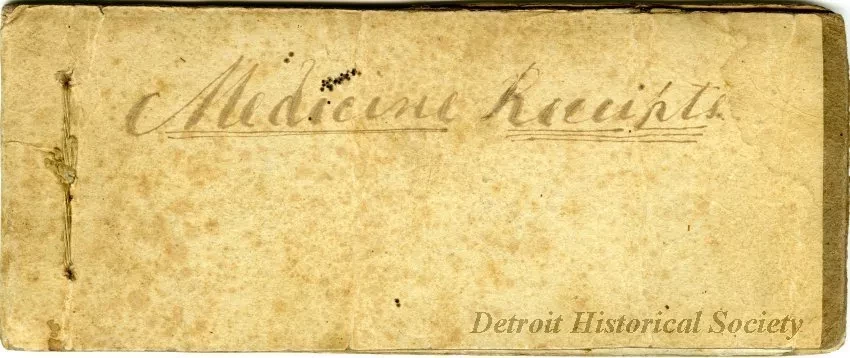 Medicine Receipts
Detroit Historical Society